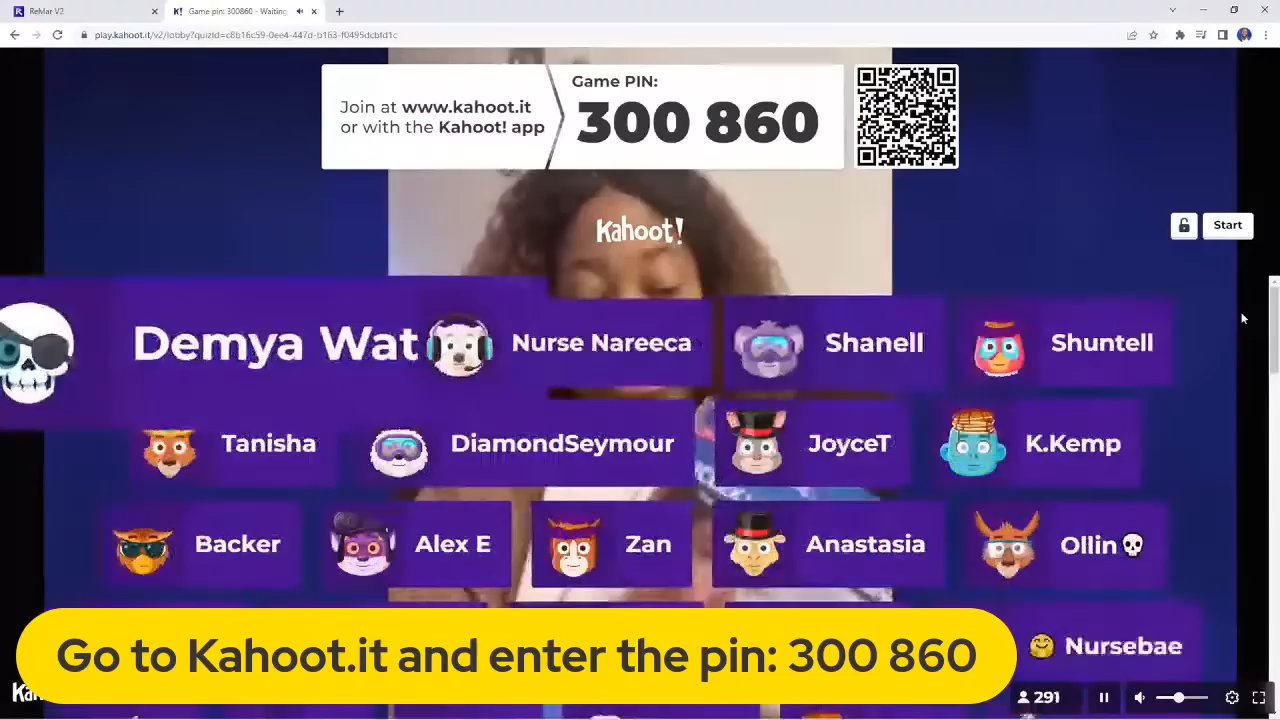 ReMar V2
Game pin: 300860 - Waiting
play.kahoot.it/v2/lobby?quizId=c8b16c59-0ee4-447d-b163-f0495dcbfd1c
Join at www.kahoot.it
or with the Kahoot! app
Game PIN:
300 860
Kahoot!
Start
Demya Wat
Nurse Nareeca
Shanell
Shuntell
Tanisha
DiamondSeymour
JoyceT
K.Kemp
Backer
Alex E
Zan
Anastasia
Ollin💀
🤗 Nursebae
Go to Kahoot.it and enter the pin: 300 860
291